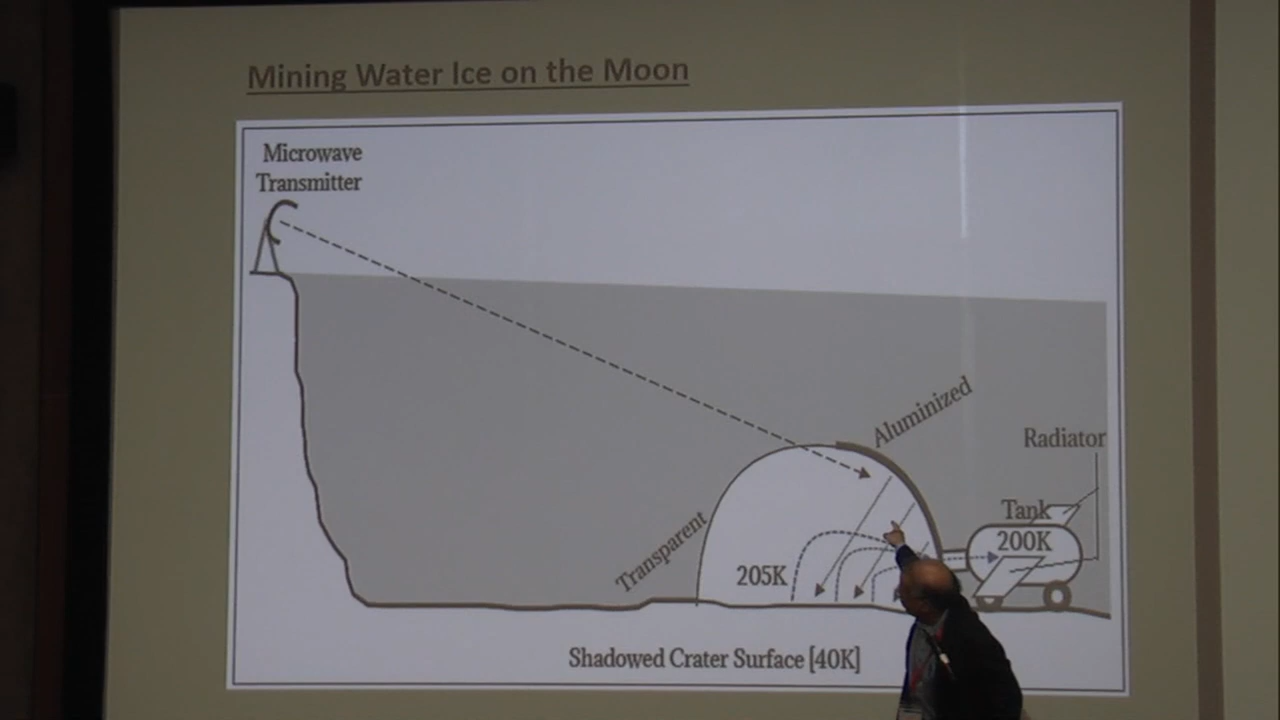 Mining Water Ice on the Moon
Microwave
Transmitter
Aluminized
Radiator
Tank
200K
Transparent
205K
Shadowed Crater Surface [40K]